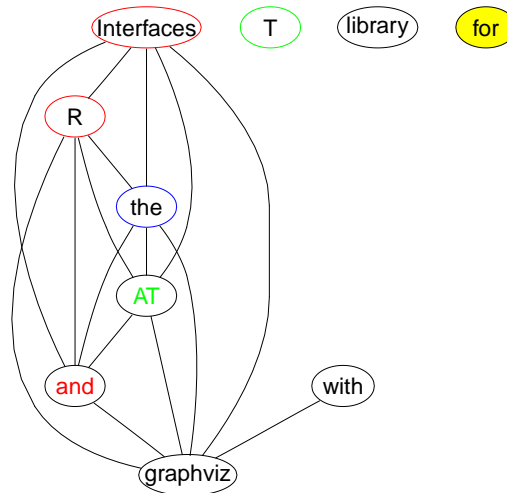 Interfaces T library for
R
the
AT
and with
graphviz